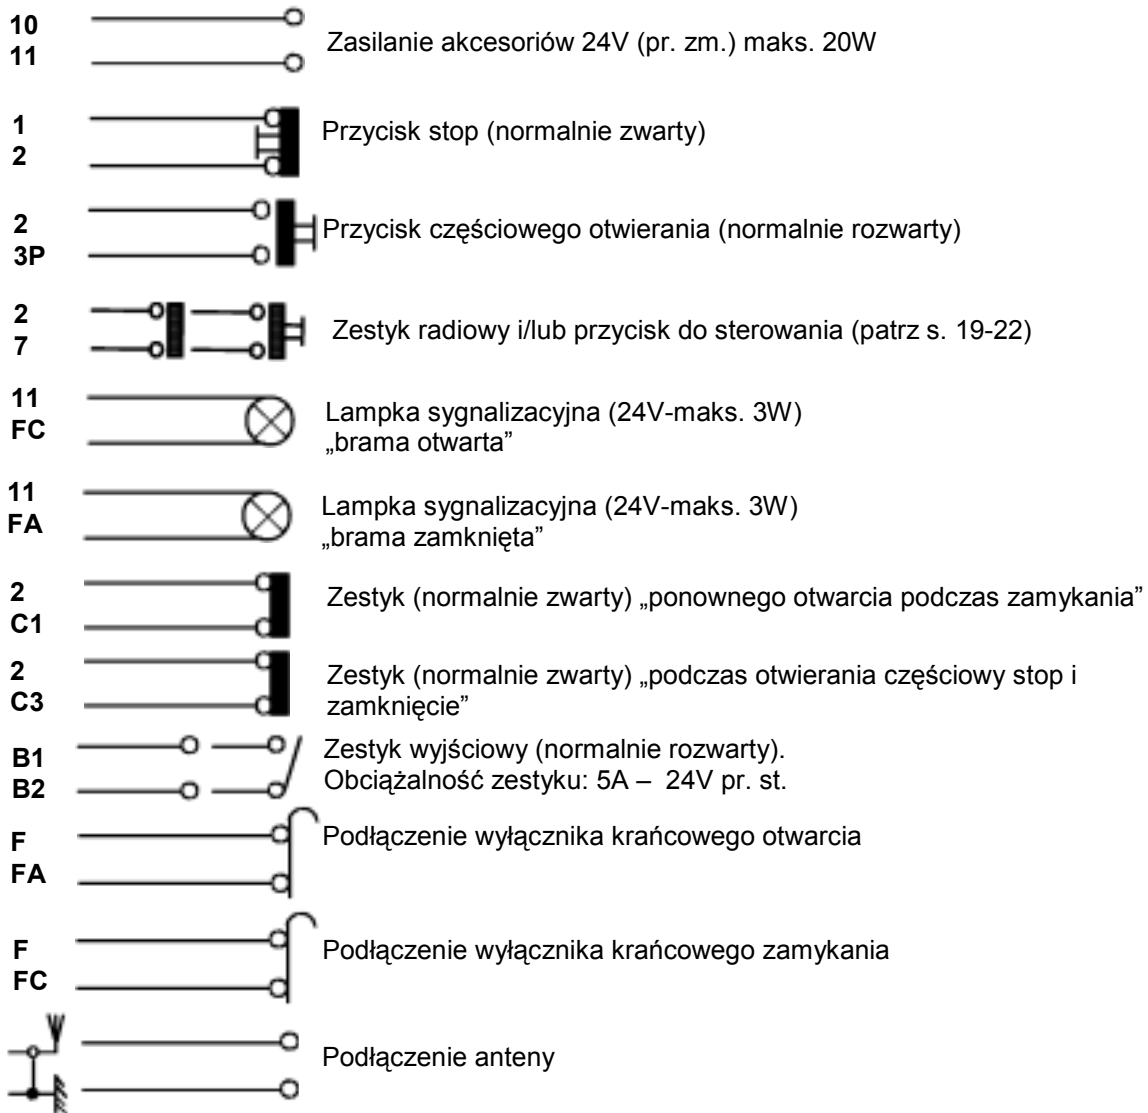 10
11
Zasilanie akcesoriów 24V (pr. zm.) maks. 20W
1
2
Przycisk stop (normalnie zwarty)
2
3P
Przycisk częściowego otwierania (normalnie rozwarty)
2
7
Zestyk radiowy i/lub przycisk do sterowania (patrz s. 19-22)
11
FC
Lampka sygnalizacyjna (24V-maks. 3W)
„brama otwarta”
11
FA
Lampka sygnalizacyjna (24V-maks. 3W)
„brama zamknięta”
2
C1
Zestyk (normalnie zwarty) „ponownego otwarcia podczas zamykania”
2
C3
Zestyk (normalnie zwarty) „podczas otwierania częściowy stop i
zamknięcie”
B1
B2
Zestyk wyjściowy (normalnie rozwarty).
Obciążalność zestyku: 5A – 24V pr. st.
F
FA
Podłączenie wyłącznika krańcowego otwarcia
F
FC
Podłączenie wyłącznika krańcowego zamykania
Podłączenie anteny